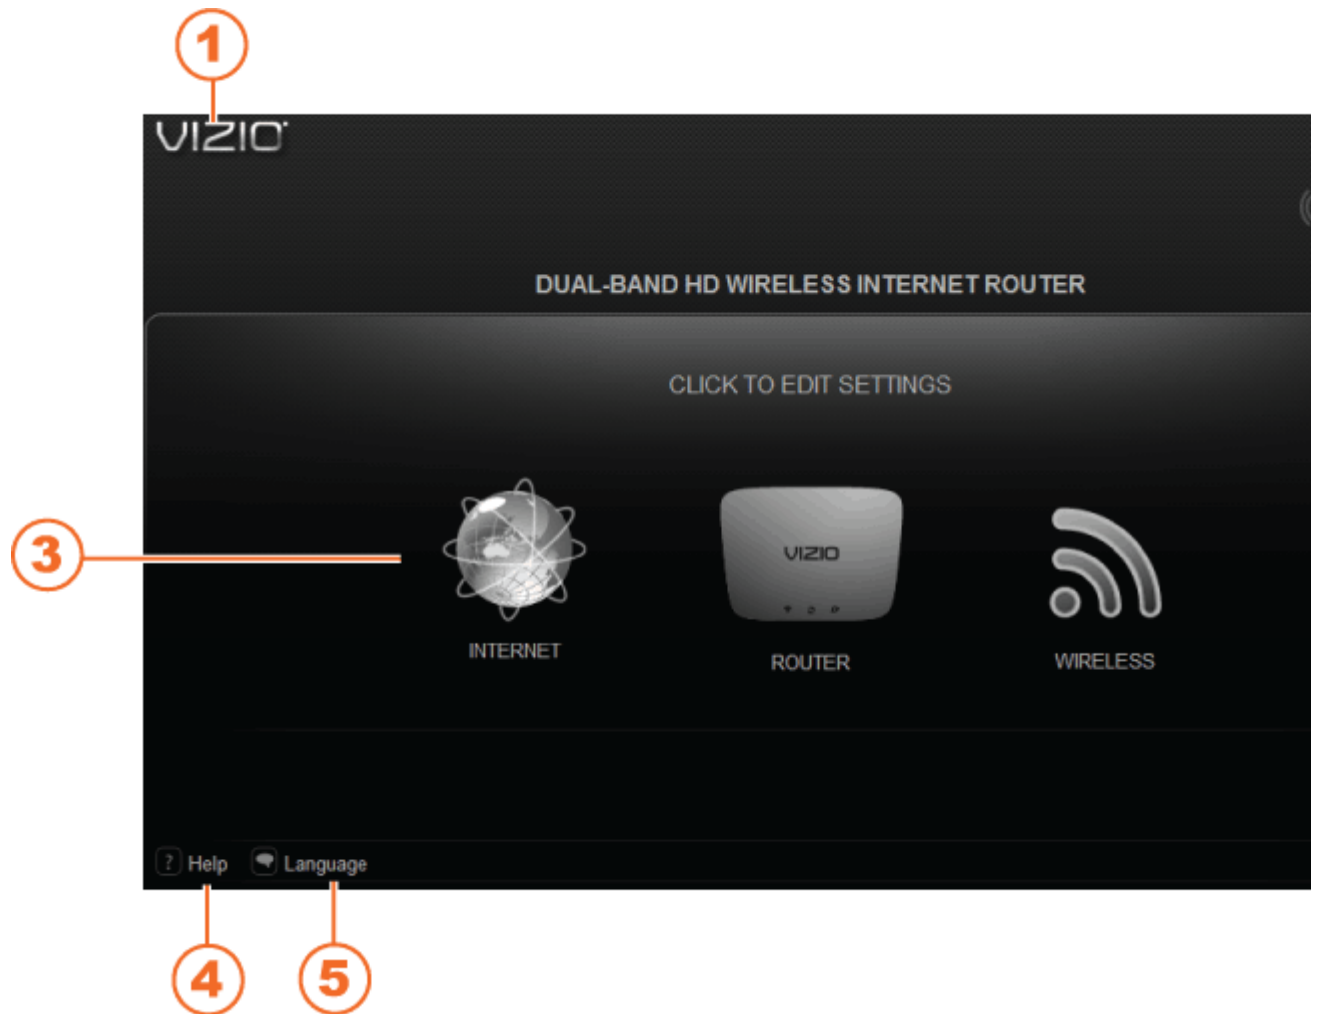 1
VIZIO
DUAL-BAND HD WIRELESS INTERNET ROUTER
CLICK TO EDIT SETTINGS
3
VIZIO
INTERNET
ROUTER
WIRELESS
? Help
Language
4
5